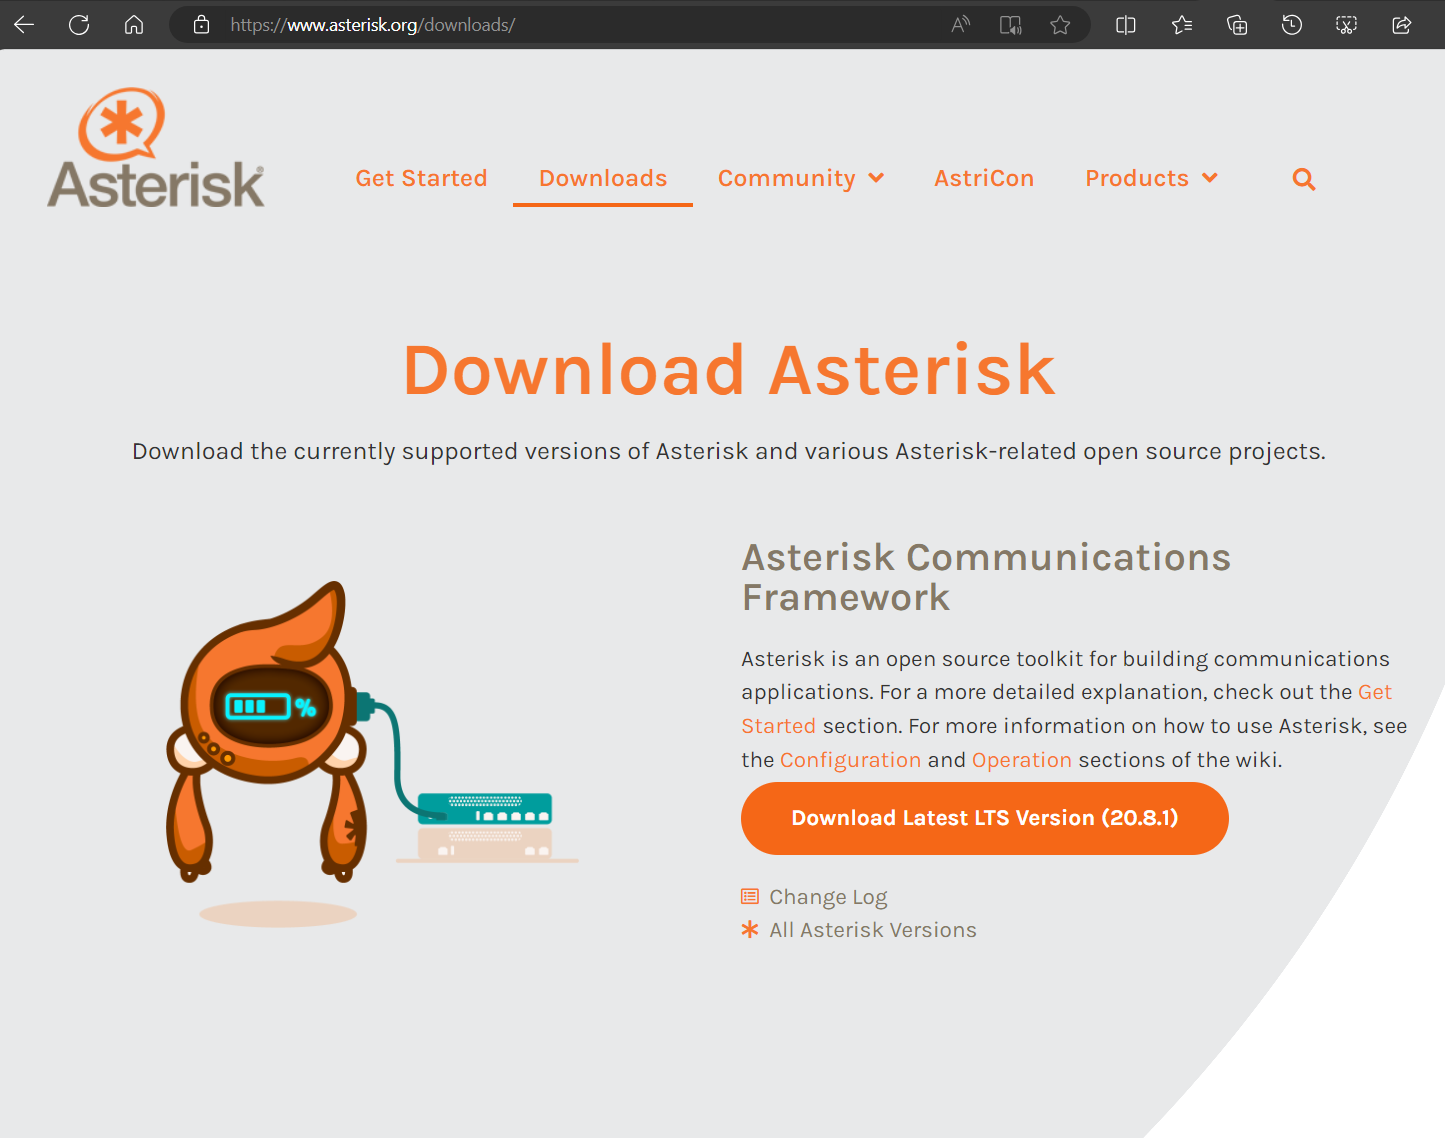 https://www.asterisk.org/downloads/
Asterisk®
Get Started Downloads Community AstriCon Products
Download Asterisk
Download the currently supported versions of Asterisk and various Asterisk-related open source projects.
Asterisk Communications
Framework
Asterisk is an open source toolkit for building communications
applications. For a more detailed explanation, check out the Get
Started section. For more information on how to use Asterisk, see
the Configuration and Operation sections of the wiki.
%
Download Latest LTS Version (20.8.1)
Change Log
All Asterisk Versions